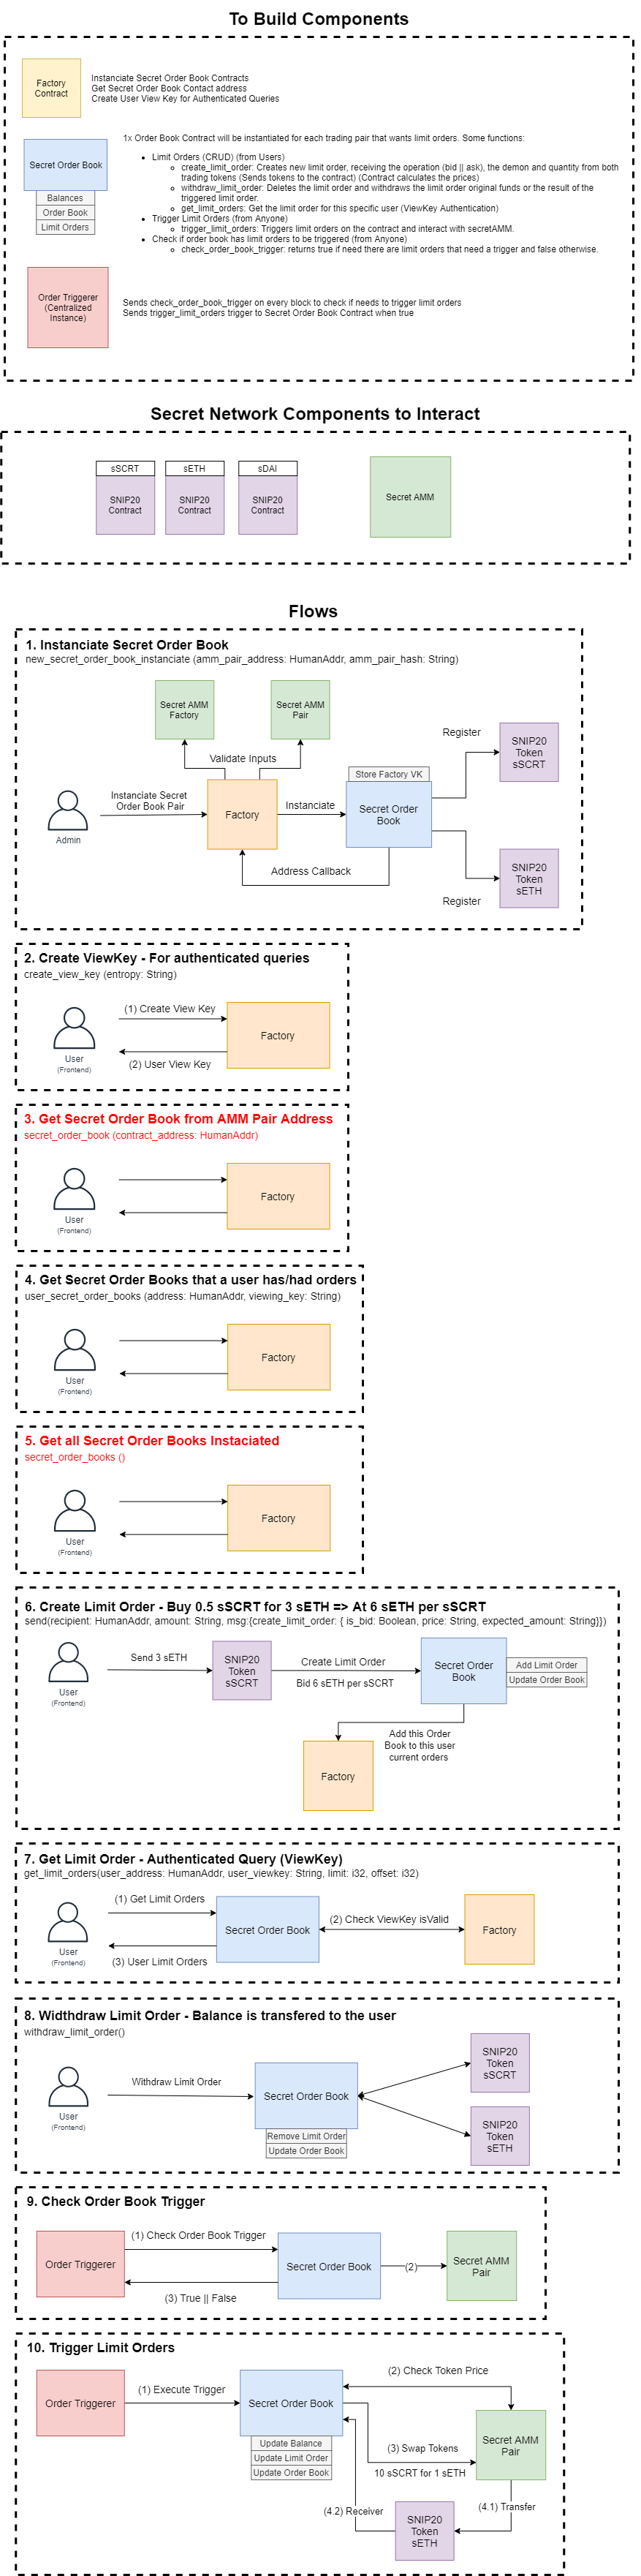 To Build Components
Factory
Contract
Instanciate Secret Order Book Contracts
Get Secret Order Book Contact address
Create User View Key for Authenticated Queries
1x Order Book Contract will be instantiated for each trading pair that wants limit orders. Some functions:
Secret Order Book
Balances
Order Book
Limit Orders
• Limit Orders (CRUD) (from Users)
create_limit_order: Creates new limit order, receiving the operation (bid || ask), the demon and quantity from both
trading tokens (Sends tokens to the contract) (Contract calculates the prices)
withdraw_limit_order: Deletes the limit order and withdraws the limit order original funds or the result of the
triggered limit order.
get_limit_orders: Get the limit order for this specific user (ViewKey Authentication)
• Trigger Limit Orders (from Anyone)
trigger_limit_orders: Triggers limit orders on the contract and interact with secretAMM.
• Check if order book has limit orders to be triggered (from Anyone)
check_order_book_trigger: returns true if need there are limit orders that need a trigger and false otherwise.
Order Triggerer
(Centralized
Instance)
Sends check_order_book_trigger on every block to check if needs to trigger limit orders
Sends trigger_limit_orders trigger to Secret Order Book Contract when true
Secret Network Components to Interact
sSCRT
SNIP20
Contract
sETH
SNIP20
Contract
sDAI
SNIP20
Contract
Secret AMM
Flows
1. Instanciate Secret Order Book
new_secret_order_book_instanciate (amm_pair_address: HumanAddr, amm_pair_hash: String)
Secret AMM
Factory
Secret AMM
Pair
Validate Inputs
Register
SNIP20
Token
sSCRT
Store Factory VK
Admin
Instanciate Secret
Order Book Pair
Factory
Instanciate
Secret Order
Book
Address Callback
SNIP20
Token
sETH
Register
2. Create ViewKey - For authenticated queries
create_view_key (entropy: String)
User
(Frontend)
(1) Create View Key
(2) User View Key
Factory
3. Get Secret Order Book from AMM Pair Address
secret_order_book (contract_address: HumanAddr)
User
(Frontend)
Factory
4. Get Secret Order Books that a user has/had orders
user_secret_order_books (address: HumanAddr, viewing_key: String)
User
(Frontend)
Factory
5. Get all Secret Order Books Instaciated
secret_order_books ()
User
(Frontend)
Factory
6. Create Limit Order - Buy 0.5 sSCRT for 3 sETH => At 6 sETH per sSCRT
send(recipient: HumanAddr, amount: String, msg:{create_limit_order: { is_bid: Boolean, price: String, expected_amount: String}})
User
(Frontend)
Send 3 sETH
SNIP20
Token
sSCRT
Create Limit Order
Bid 6 sETH per sSCRT
Secret Order
Book
Add Limit Order
Update Order Book
Add this Order
Book to this user
current orders
Factory
7. Get Limit Order - Authenticated Query (ViewKey)
get_limit_orders(user_address: HumanAddr, user_viewkey: String, limit: i32, offset: i32)
User
(Frontend)
(1) Get Limit Orders
(3) User Limit Orders
Secret Order Book
(2) Check ViewKey isValid
Factory
8. Widthdraw Limit Order - Balance is transfered to the user
withdraw_limit_order()
User
(Frontend)
Withdraw Limit Order
Secret Order Book
Remove Limit Order
Update Order Book
SNIP20
Token
sSCRT
SNIP20
Token
sETH
9. Check Order Book Trigger
Order Triggerer
(1) Check Order Book Trigger
(3) True || False
Secret Order Book
(2)
Secret AMM
Pair
10. Trigger Limit Orders
Order Triggerer
(1) Execute Trigger
Secret Order Book
Update Balance
Update Limit Order
Update Order Book
(2) Check Token Price
(3) Swap Tokens
10 sSCRT for 1 sETH
Secret AMM
Pair
(4.1) Transfer
(4.2) Receiver
SNIP20
Token
sETH